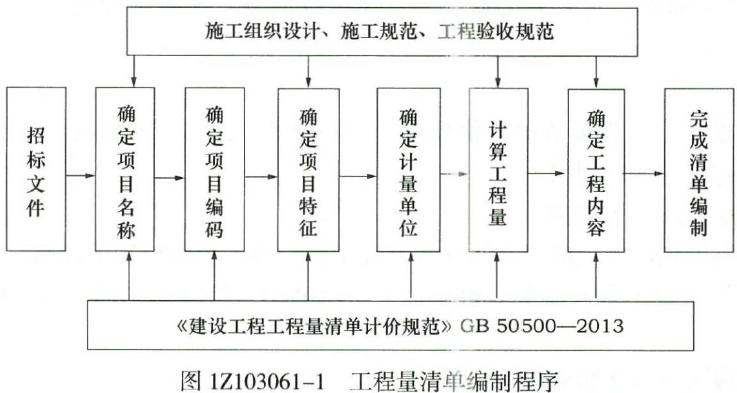 施工组织设计、施工规范、工程验收规范
招标文件
确定项目名称
确定项目编码
确定项目特征
确定计量单位
计算工程量
确定工程内容
完成清单编制
《建设工程工程量清单计价规范》GB 50500—2013
图 1Z103061-1 工程量清单编制程序